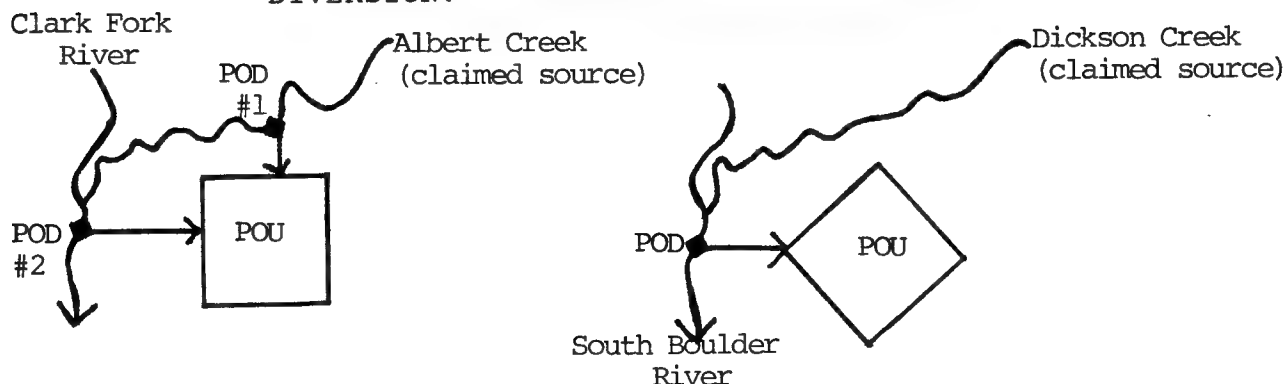 DIVERSION.
Clark Fork
River
Albert Creek
(claimed source)
POD
#1
POD
#2
POU
Dickson Creek
(claimed source)
POD
POU
South Boulder
River